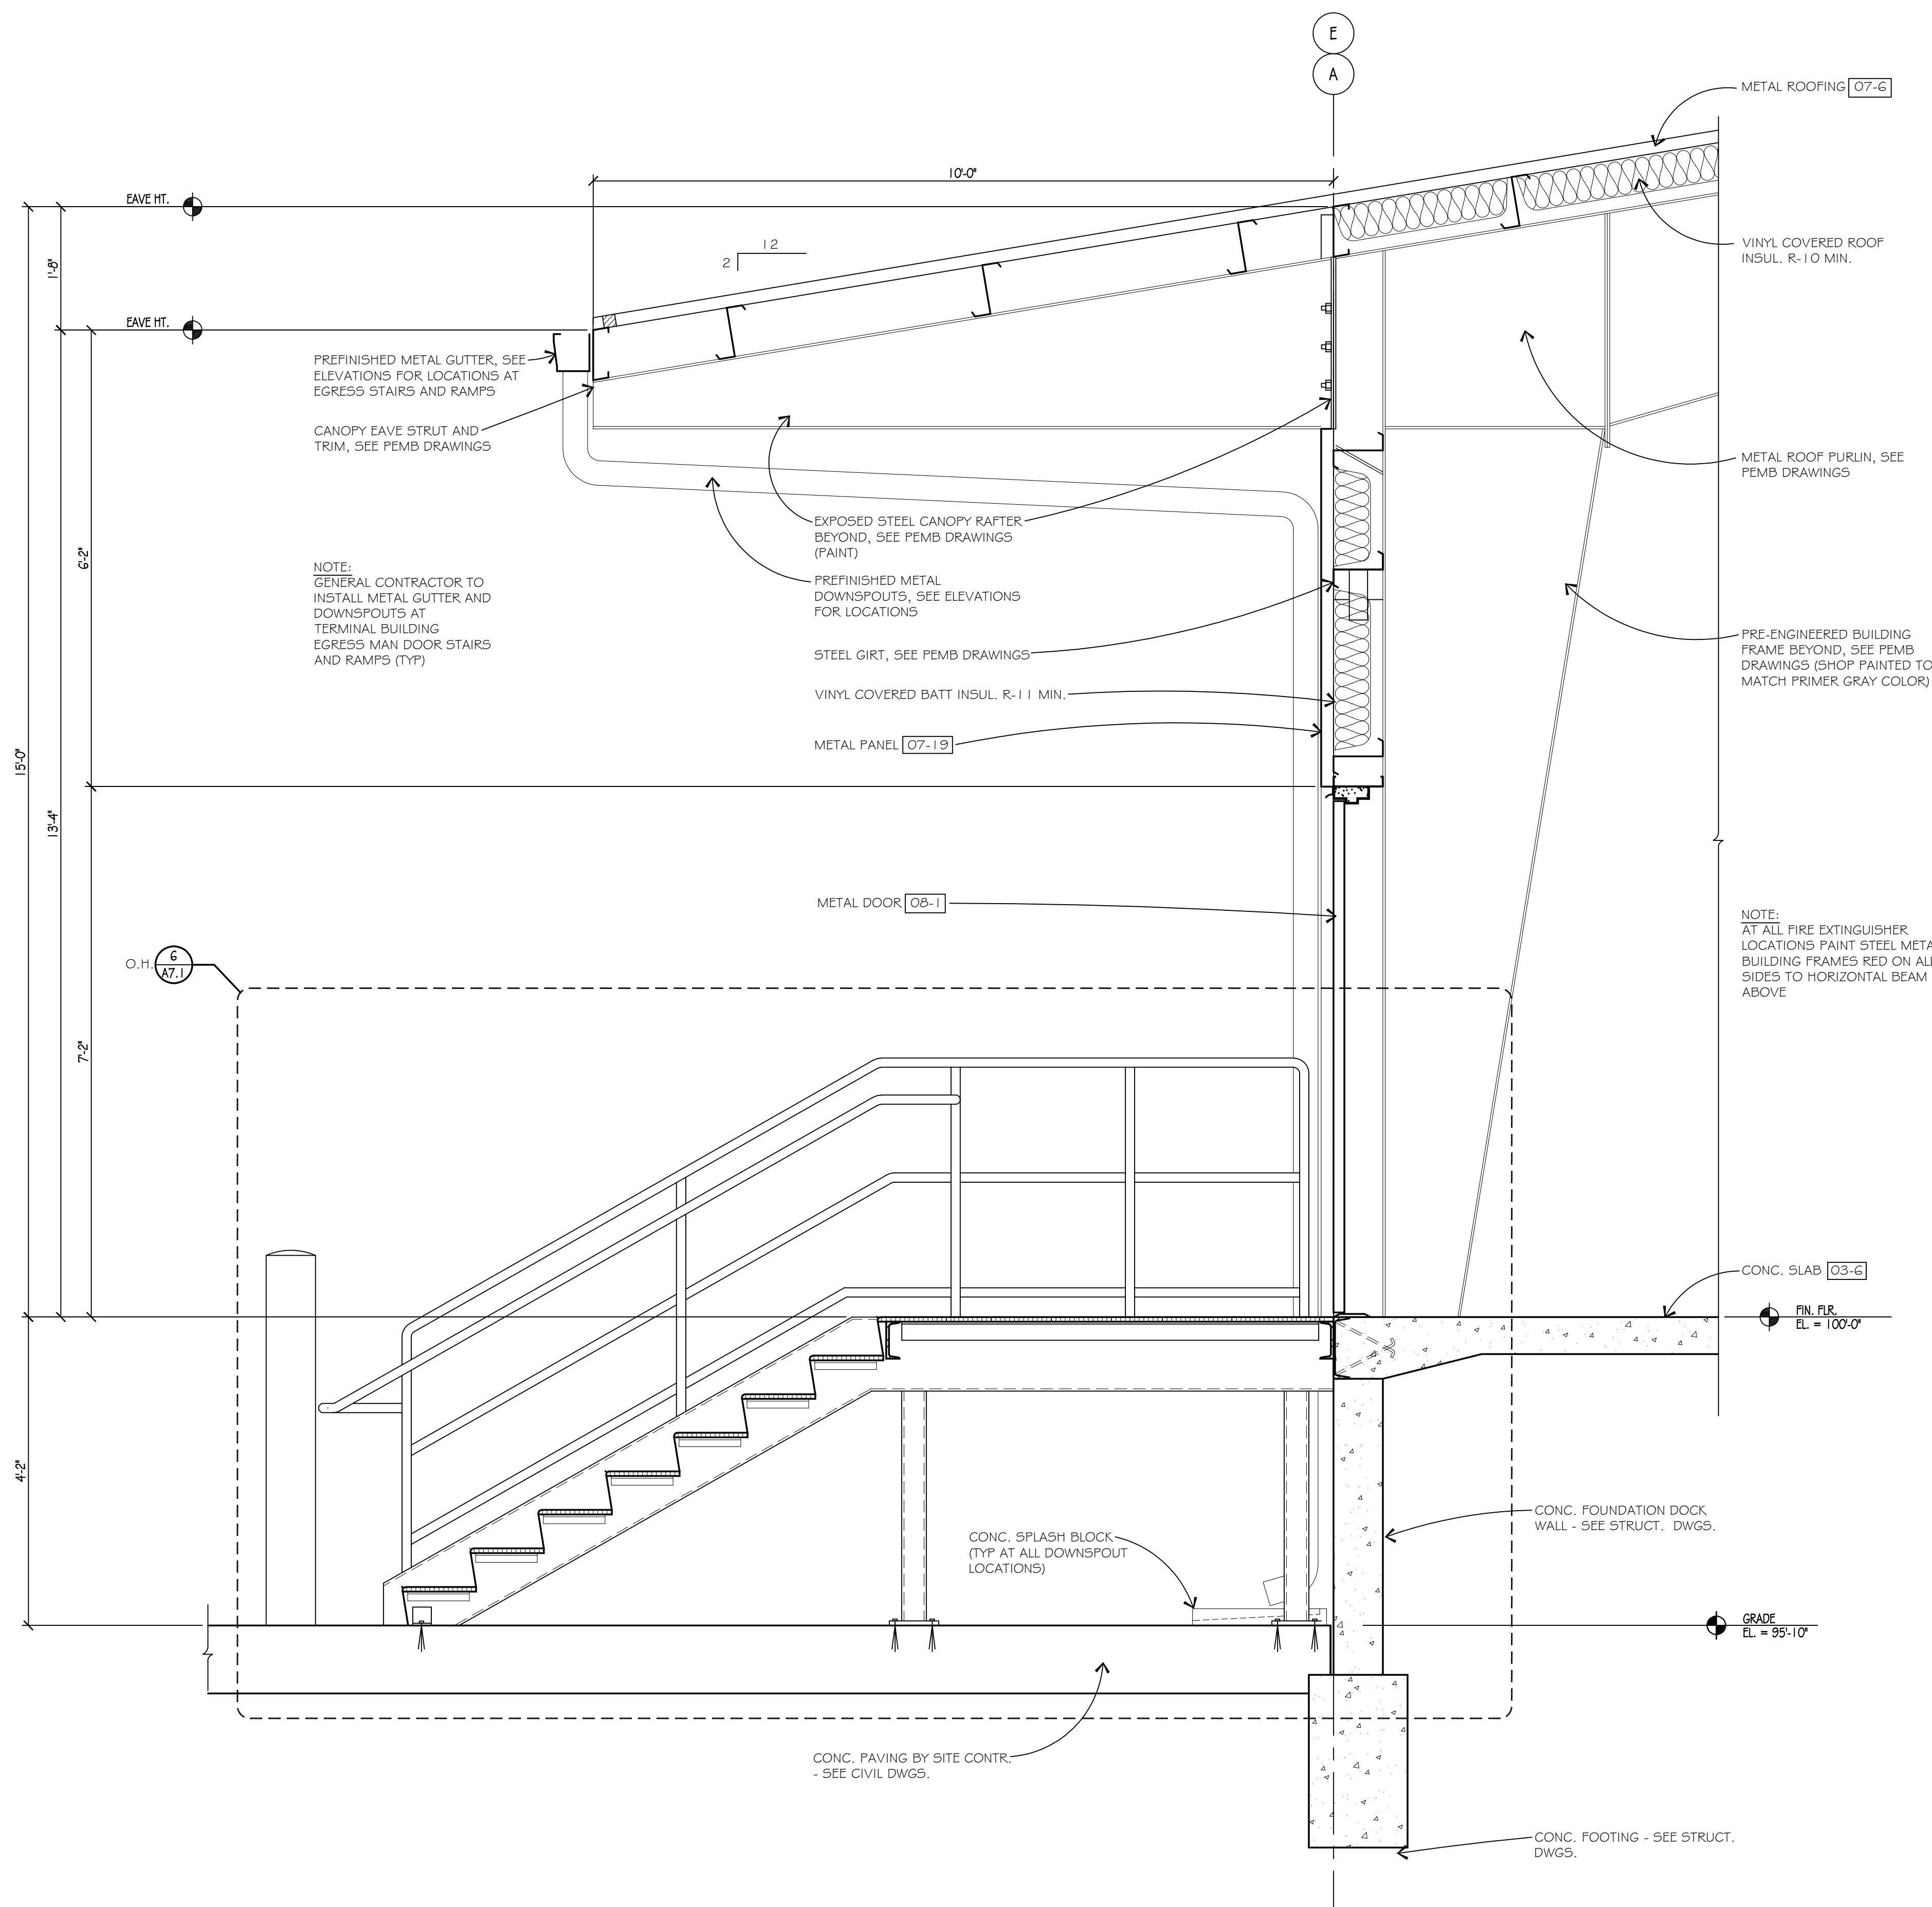 E
A
METAL ROOFING 07-6
10'-0"
EAVE HT.
12
2
VINYL COVERED ROOF
INSUL. R-10 MIN.
1'-8"
EAVE HT.
PREFINISHED METAL GUTTER, SEE
ELEVATIONS FOR LOCATIONS AT
EGRESS STAIRS AND RAMPS
CANOPY EAVE STRUT AND
TRIM, SEE PEMB DRAWINGS
METAL ROOF PURLIN, SEE
PEMB DRAWINGS
EXPOSED STEEL CANOPY RAFTER
BEYOND, SEE PEMB DRAWINGS
(PAINT)
6'-2"
NOTE:
GENERAL CONTRACTOR TO
INSTALL METAL GUTTER AND
DOWNSPOUTS AT
TERMINAL BUILDING
EGRESS MAN DOOR STAIRS
AND RAMPS (TYP)
PREFINISHED METAL
DOWNSPOUTS, SEE ELEVATIONS
FOR LOCATIONS
STEEL GIRT, SEE PEMB DRAWINGS
PRE-ENGINEERED BUILDING
FRAME BEYOND, SEE PEMB
DRAWINGS (SHOP PAINTED TO
MATCH PRIMER GRAY COLOR)
VINYL COVERED BATT INSUL. R-11 MIN.
METAL PANEL 07-19
15'-0"
13'-4"
METAL DOOR 08-1
NOTE:
AT ALL FIRE EXTINGUISHER
LOCATIONS PAINT STEEL META
BUILDING FRAMES RED ON ALL
SIDES TO HORIZONTAL BEAM
ABOVE
O.H.
6
A7.1
7'-2"
CONC. SLAB 03-6
FIN. FLR.
EL. = 100'-0"
4'-2"
CONC. FOUNDATION DOCK
WALL - SEE STRUCT. DWGS.
CONC. SPLASH BLOCK
(TYP AT ALL DOWNSPOUT
LOCATIONS)
GRADE
EL. = 95'-10"
CONC. PAVING BY SITE CONTR.
- SEE CIVIL DWGS.
CONC. FOOTING - SEE STRUCT.
DWGS.